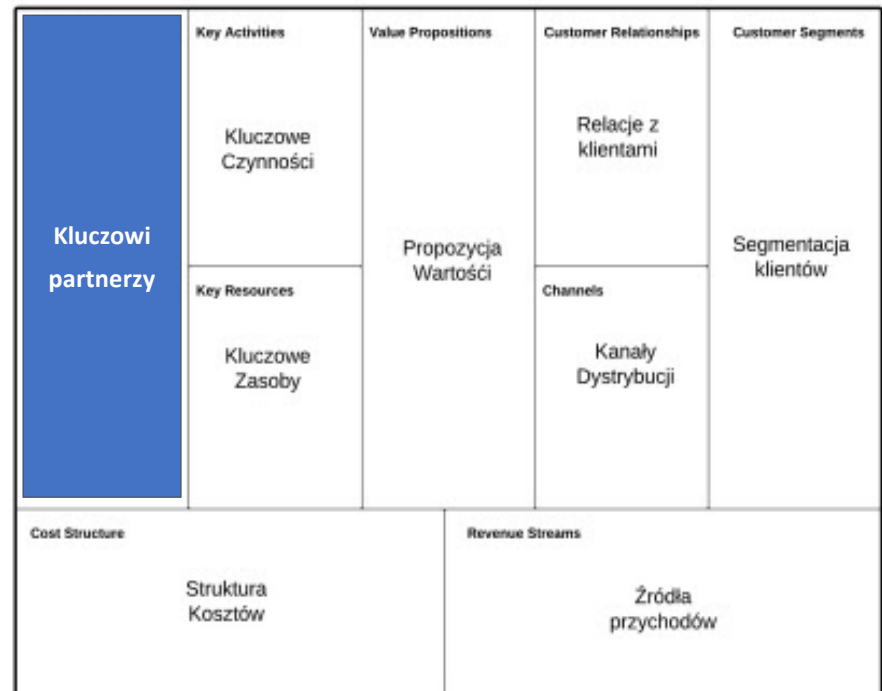 Kluczowi
partnerzy
Key Activities
Kluczowe
Czynności
Key Resources
Kluczowe
Zasoby
Value Propositions
Propozycja
Wartośći
Customer Relationships
Relacje z
klientami
Channels
Kanały
Dystrybucji
Customer Segments
Segmentacja
klientów
Cost Structure
Struktura
Kosztów
Revenue Streams
Źródła
przychodów